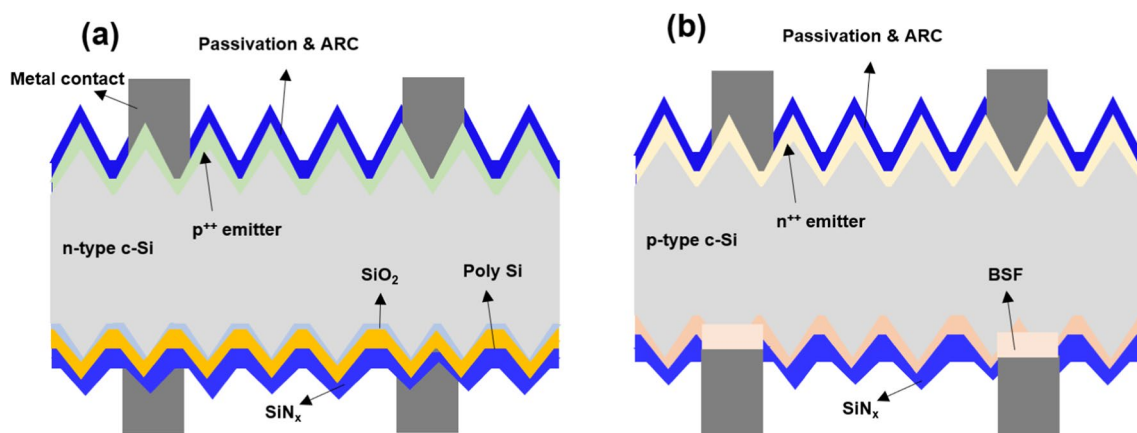 (a)
Passivation & ARC
Metal contact
p++ emitter
n-type c-Si
SiO2
Poly Si
SiNx
(b)
Passivation & ARC
n++ emitter
p-type c-Si
BSF
SiNx